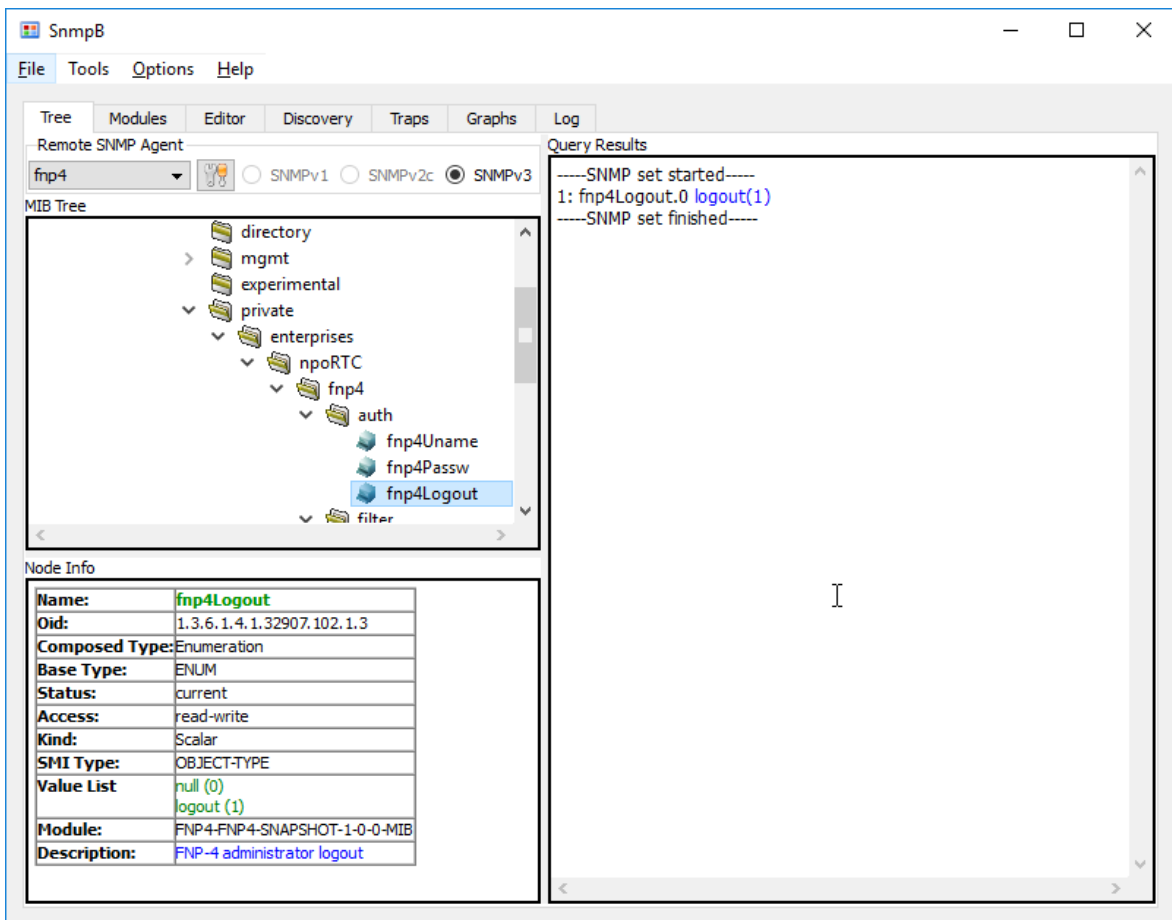 SnmpB
File Tools Options Help
Tree Modules Editor Discovery Traps Graphs Log
Remote SNMP Agent
fnp4 SNMPv1 SNMPv2c SNMPv3
MIB Tree
directory
mgmt
experimental
private
enterprises
npoRTC
fnp4
auth
fnp4Uname
fnp4Passw
fnp4Logout
filter
Node Info
Name: fnp4Logout
Oid: 1.3.6.1.4.1.32907.102.1.3
Composed Type: Enumeration
Base Type: ENUM
Status: current
Access: read-write
Kind: Scalar
SMI Type: OBJECT-TYPE
Value List null (0)
logout (1)
Module: FNP4-FNP4-SNAPSHOT-1-0-0-MIB
Description: FNP-4 administrator logout
Query Results
-----SNMP set started-----
1: fnp4Logout.0 logout(1)
-----SNMP set finished-----